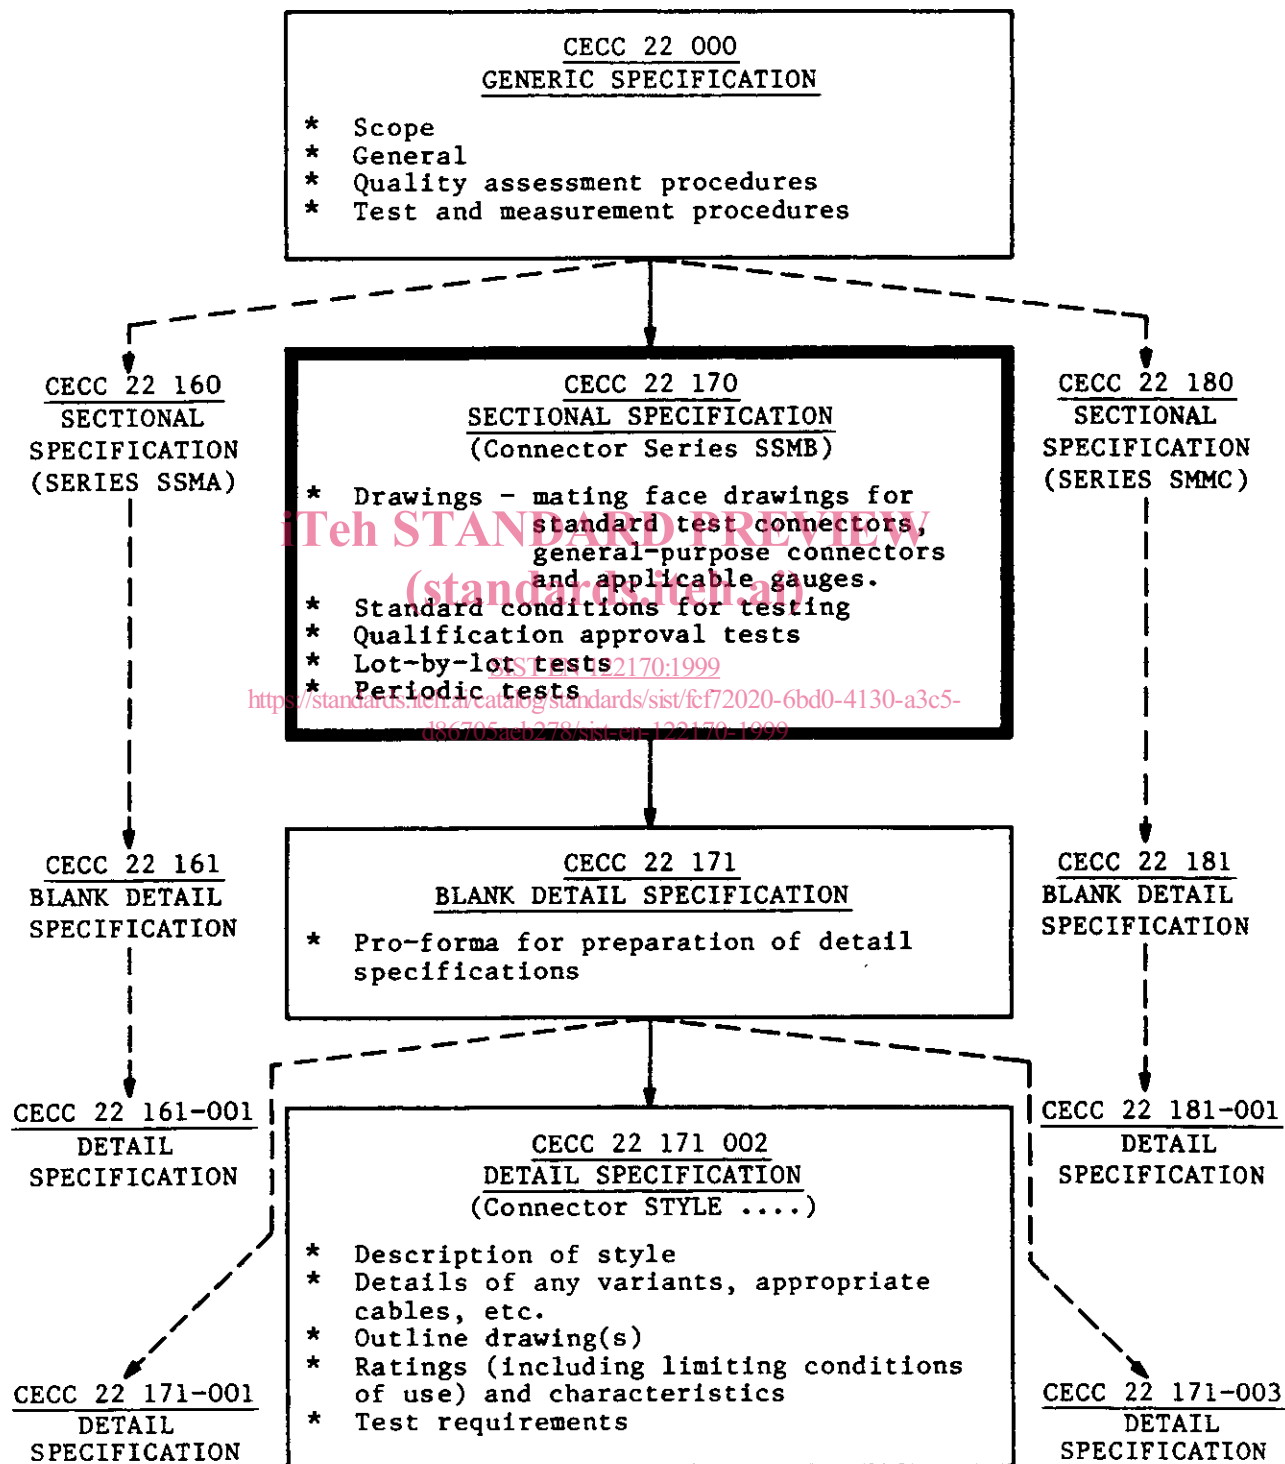 CECC 22 000
GENERIC SPECIFICATION
* Scope
* General
* Quality assessment procedures
* Test and measurement procedures
CECC 22 160
SECTIONAL
SPECIFICATION
(SERIES SSMA)
CECC 22 170
SECTIONAL SPECIFICATION
(Connector Series SSMB)
* Drawings - mating face drawings for
standard test connectors,
general-purpose connectors
and applicable gauges.
* Standard conditions for testing
* Qualification approval tests
* Lot-by-lot tests
* Periodic tests
CECC 22 180
SECTIONAL
SPECIFICATION
(SERIES SMMC)
iTeh STANDARD PREVIEW
(standards.iteh.ai)
SIST EN 122170:1999
https://standards.iteh.ai/catalog/standards/sist/fcf72020-6bd0-4130-a3c5-
d86705aeb278/sist-en-122170-1999
CECC 22 161
BLANK DETAIL
SPECIFICATION
CECC 22 171
BLANK DETAIL SPECIFICATION
* Pro-forma for preparation of detail
specifications
CECC 22 181
BLANK DETAIL
SPECIFICATION
CECC 22 161-001
DETAIL
SPECIFICATION
CECC 22 171 002
DETAIL SPECIFICATION
(Connector STYLE ....)
* Description of style
* Details of any variants, appropriate
cables, etc.
* Outline drawing(s)
* Ratings (including limiting conditions
of use) and characteristics
* Test requirements
CECC 22 181-001
DETAIL
SPECIFICATION
CECC 22 171-001
DETAIL
SPECIFICATION
CECC 22 171-003
DETAIL
SPECIFICATION